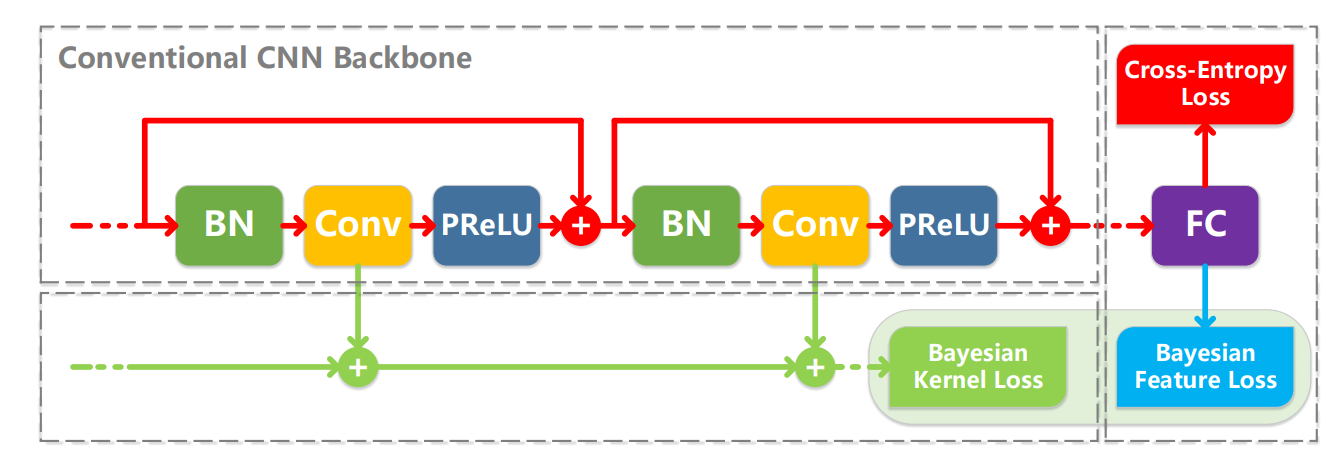 Conventional CNN Backbone
Cross-Entropy
Loss
BN
Conv
PReLU
+
BN
Conv
PReLU
+
FC
+
+
Bayesian
Kernel Loss
Bayesian
Feature Loss